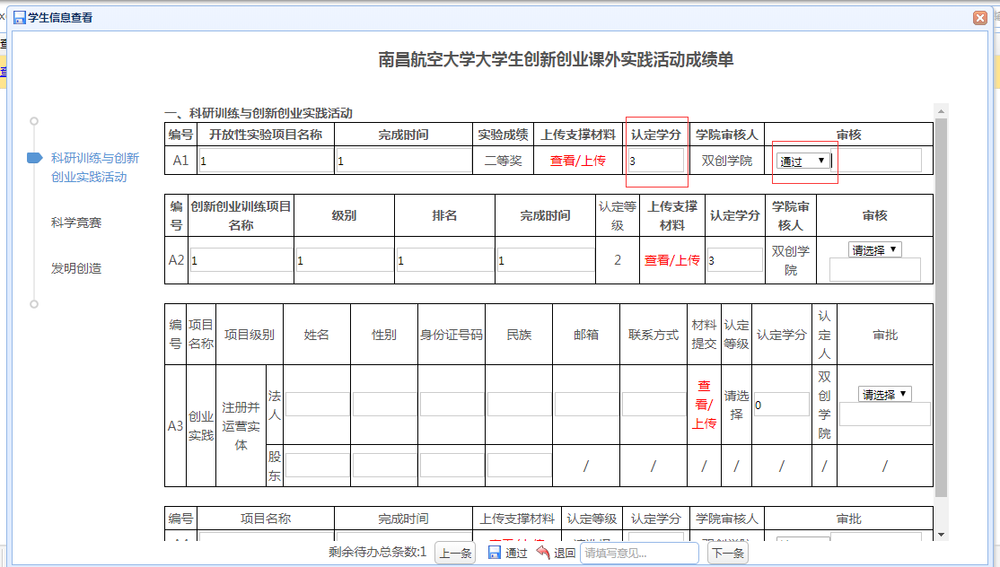 学生信息查看
南昌航空大学大学生创新创业课外实践活动成绩单
科研训练与创新
创业实践活动
科学竞赛
发明创造
一、科研训练与创新创业实践活动
编号 开放性实验项目名称 完成时间 实验成绩 上传支撑材料 认定学分 学院审核人 审核
A1 1 1 二等奖 查看/上传 3 双创学院 通过
编号 创新创业训练项目名称 级别 排名 完成时间 认定等级 上传支撑材料 认定学分 学院审核人 审核
A2 1 1 1 1 2 查看/上传 3 双创学院 请选择
编号 项目名称 项目级别 姓名 性别 身份证号码 民族 邮箱 联系方式 材料提交 认定等级 认定学分 认定人 审批
A3 创业实践 注册并运营实体 法人 查看/上传 请选择 0 双创学院 请选择
股东 / / / / / / /
编号 项目名称 完成时间 上传支撑材料 认定等级 认定学分 学院审核人 审批
剩余待办总条数:1 上一条 通过 退回 请填写意见... 下一条